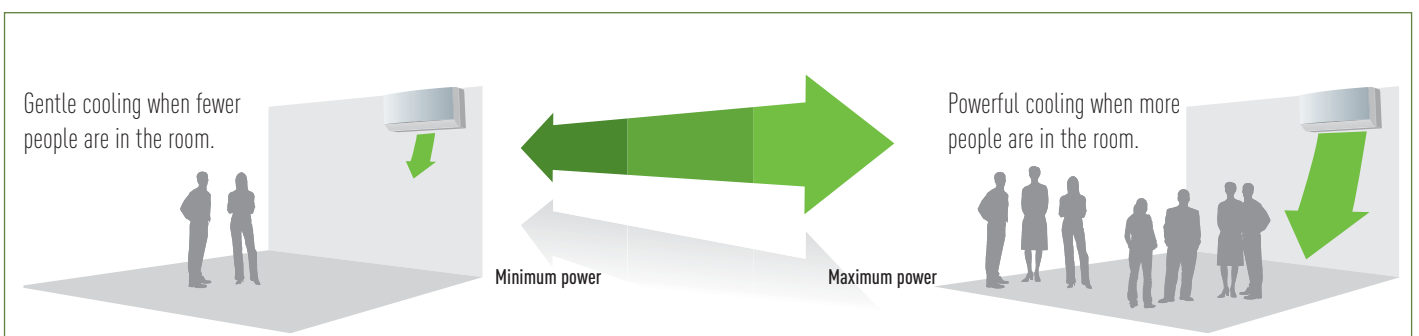 Gentle cooling when fewer
people are in the room.
Powerful cooling when more
people are in the room.
Minimum power
Maximum power